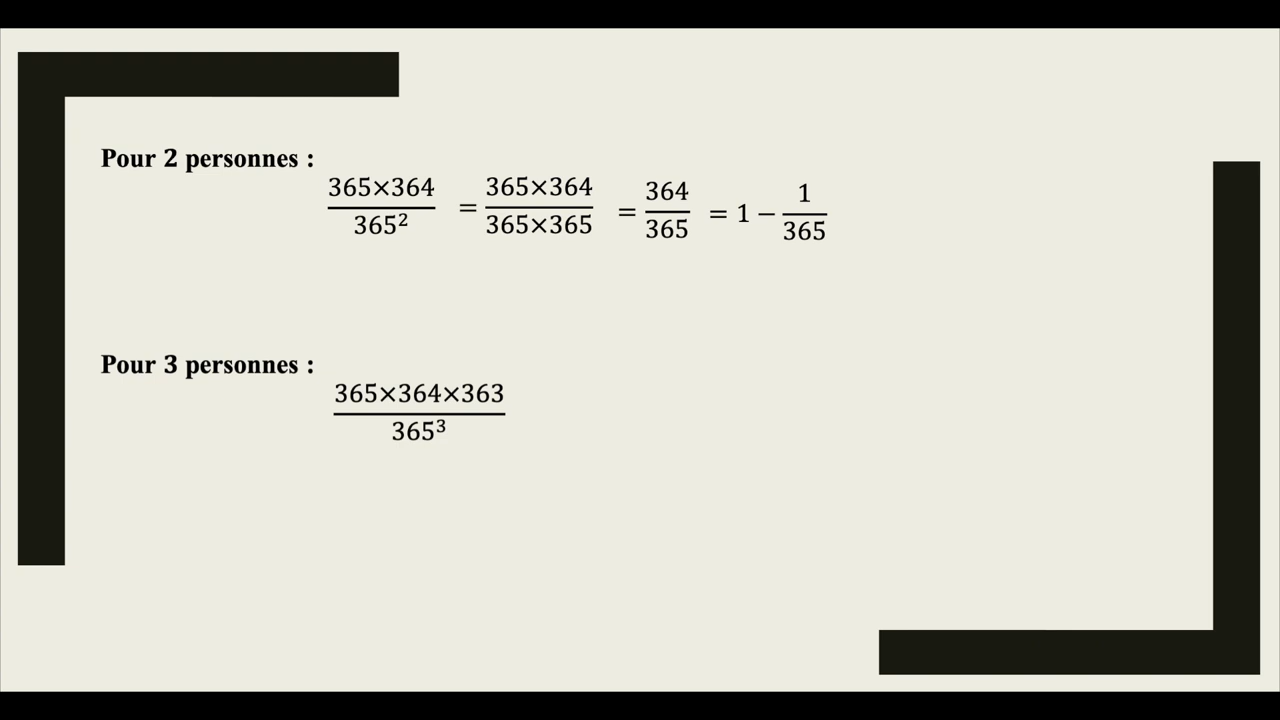 Pour 2 personnes :
365×364 / 365² = 365×364 / 365×365 = 364 / 365 = 1 − 1 / 365
Pour 3 personnes :
365×364×363 / 365³